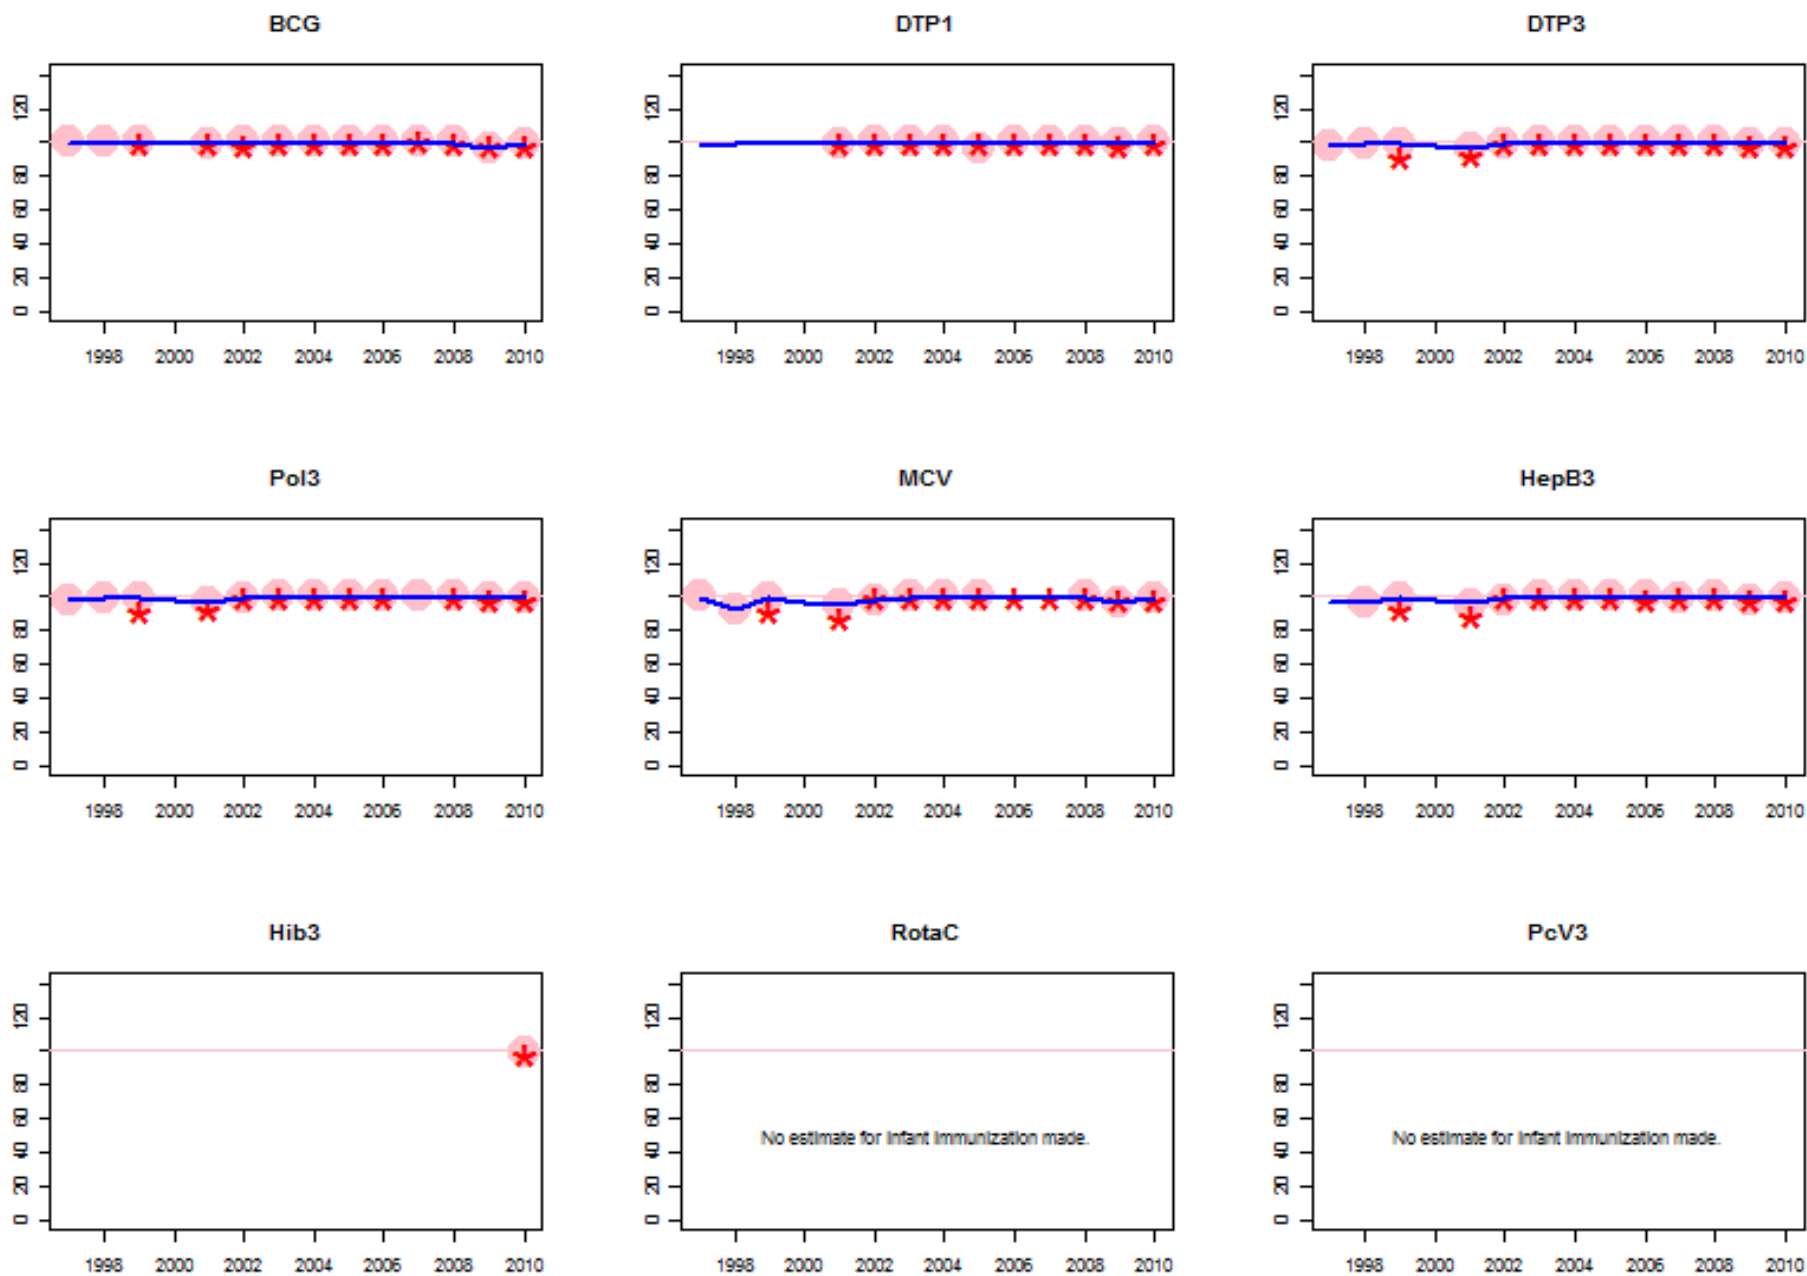 BCG DTP1 DTP3
120 120 120
80 80 80
60 60 60
40 40 40
20 20 20
0 0 0
1998 2000 2002 2004 2006 2008 2010 1998 2000 2002 2004 2006 2008 2010 1998 2000 2002 2004 2006 2008 2010
Pol3 MCV HepB3
120 120 120
80 80 80
60 60 60
40 40 40
20 20 20
0 0 0
1998 2000 2002 2004 2006 2008 2010 1998 2000 2002 2004 2006 2008 2010 1998 2000 2002 2004 2006 2008 2010
Hib3 RotaC PcV3
120 120 120
80 80 80
60 60 60
No estimate for infant immunization made. No estimate for infant immunization made.
40 40 40
20 20 20
0 0 0
1998 2000 2002 2004 2006 2008 2010 1998 2000 2002 2004 2006 2008 2010 1998 2000 2002 2004 2006 2008 2010